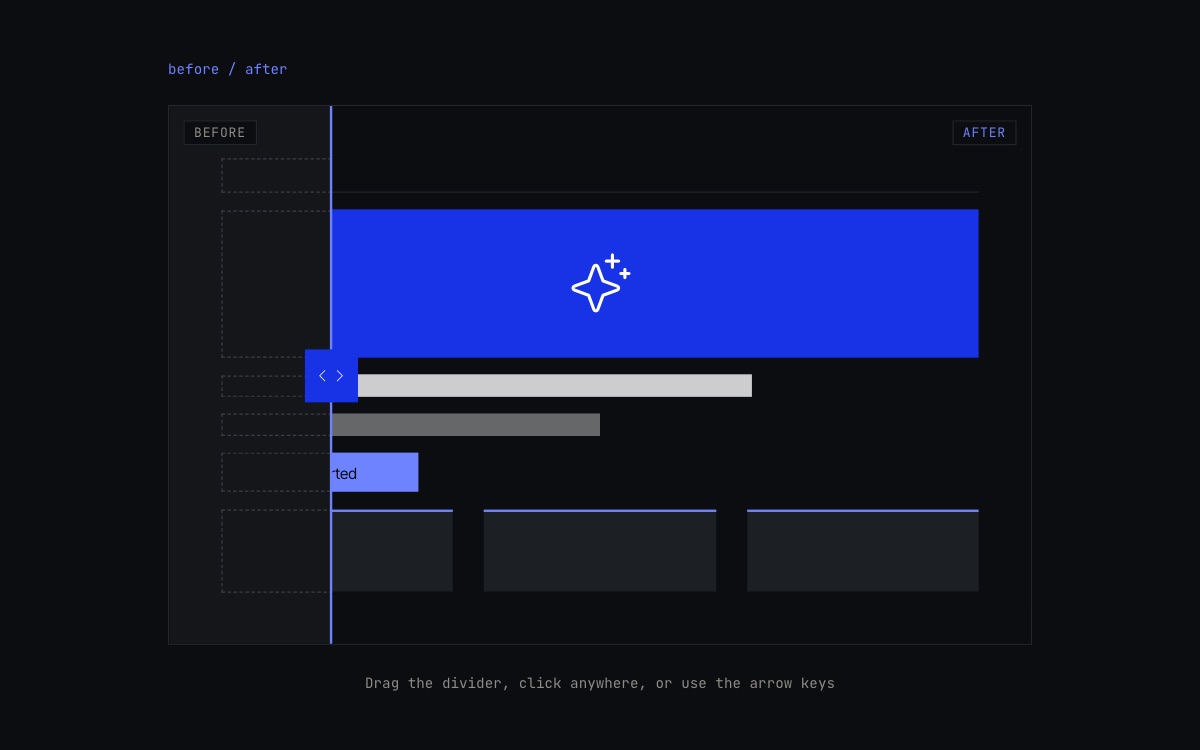 before / after
BEFORE
AFTER
rted
Drag the divider, click anywhere, or use the arrow keys